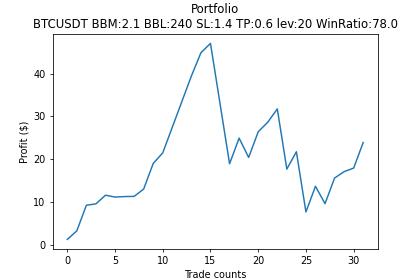 Portfolio
BTCUSDT BBM:2.1 BBL:240 SL:1.4 TP:0.6 lev:20 WinRatio:78.0
Profit ($)
40
30
20
10
0
0 5 10 15 20 25 30
Trade counts